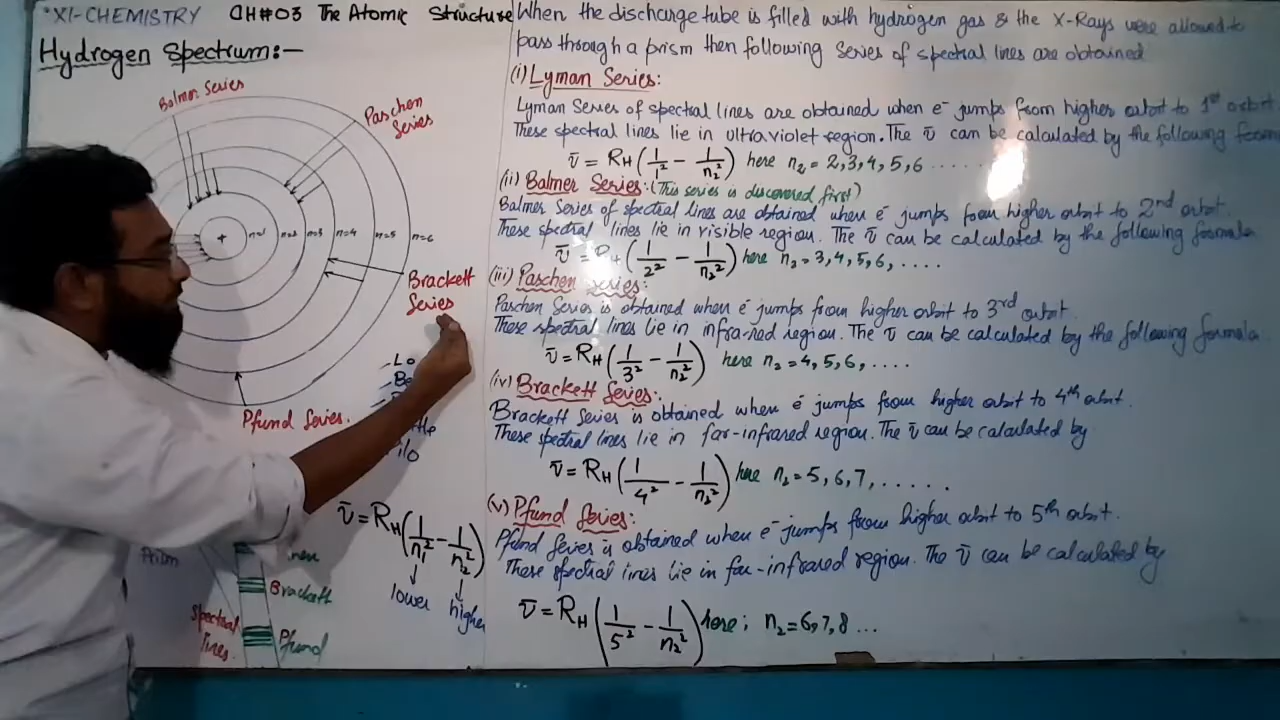 XI-CHEMISTRY CH#03 The Atomic Structure
Hydrogen Spectrum:-
Balmer Series
Paschen
Series
+
n=1
n=2
n=3
n=4
n=5
n=6
Brackett
Series
Pfund Series.
ν̄ = R_H(1/n₁² - 1/n₂²)
lower
higher
Prism
Brackett
Spectral
lines.
Pfund
When the discharge tube is filled with hydrogen gas & the X-Rays were allowed to
pass through a prism then following series of spectral lines are obtained
(i) Lyman Series:
Lyman Series of spectral lines are obtained when e⁻ jumps from higher orbit to 1st orbit
These spectral lines lie in ultraviolet region. The ν̄ can be calculated by the following
ν̄ = R_H(1/1² - 1/n₂²) here n₂ = 2,3,4,5,6 .....
(ii) Balmer Series: (This series is discovered first)
Balmer Series of spectral lines are obtained when e⁻ jumps from higher orbit to 2nd orbit.
These spectral lines lie in visible region. The ν̄ can be calculated by the following formula
ν̄ = R_H(1/2² - 1/n₂²) here n₂ = 3,4,5,6, ....
(iii) Paschen Series:
Paschen Series is obtained when e⁻ jumps from higher orbit to 3rd orbit.
These spectral lines lie in infra-red region. The ν̄ can be calculated by the following formula
ν̄ = R_H(1/3² - 1/n₂²) here n₂ = 4,5,6, ....
(iv) Brackett Series:
Brackett Series is obtained when e⁻ jumps from higher orbit to 4th orbit.
These spectral lines lie in far-infrared region. The ν̄ can be calculated by
ν̄ = R_H(1/4² - 1/n₂²) here n₂ = 5,6,7, ......
(v) Pfund Series:
Pfund Series is obtained when e⁻ jumps from higher orbit to 5th orbit.
These spectral lines lie in far-infrared region. The ν̄ can be calculated by
ν̄ = R_H(1/5² - 1/n₂²) here; n₂ = 6,7,8 ...